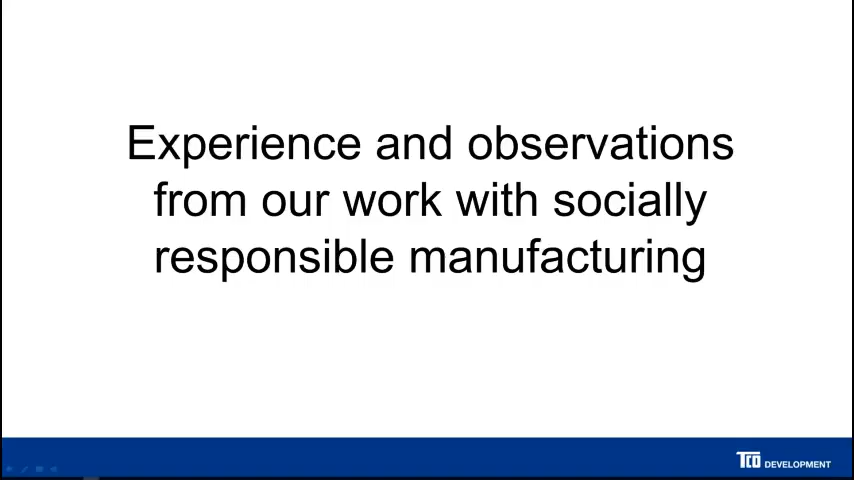 Experience and observations
from our work with socially
responsible manufacturing
TCO DEVELOPMENT